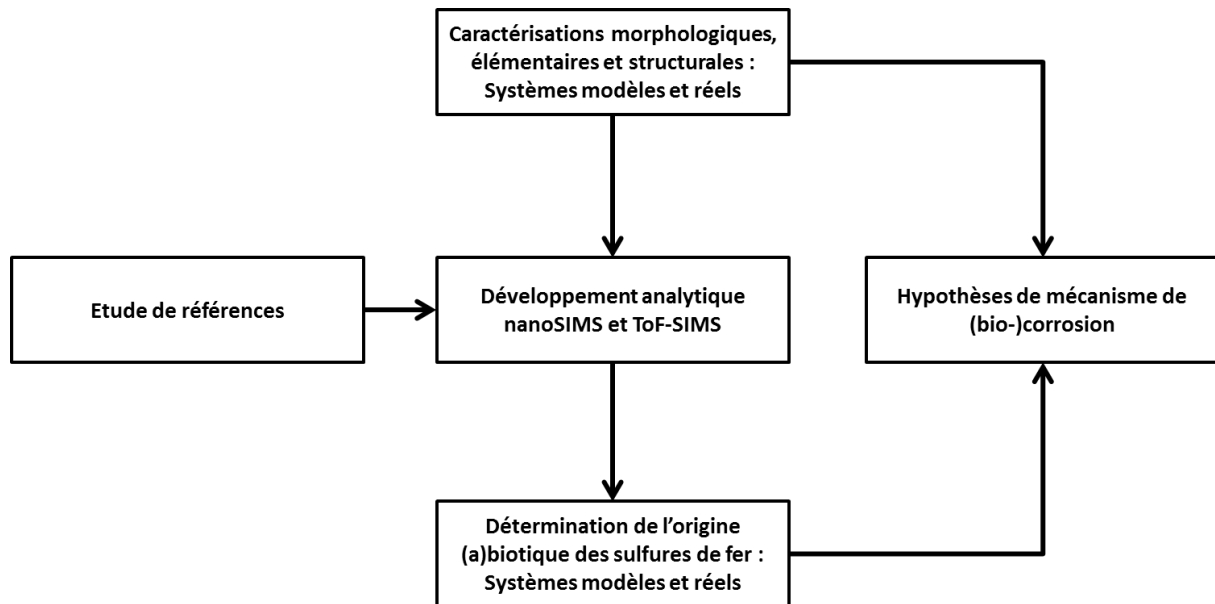 Caractérisations morphologiques,
élémentaires et structurales :
Systèmes modèles et réels
Etude de références
Développement analytique
nanoSIMS et ToF-SIMS
Hypothèses de mécanisme de
(bio-)corrosion
Détermination de l'origine
(a)biotique des sulfures de fer :
Systèmes modèles et réels